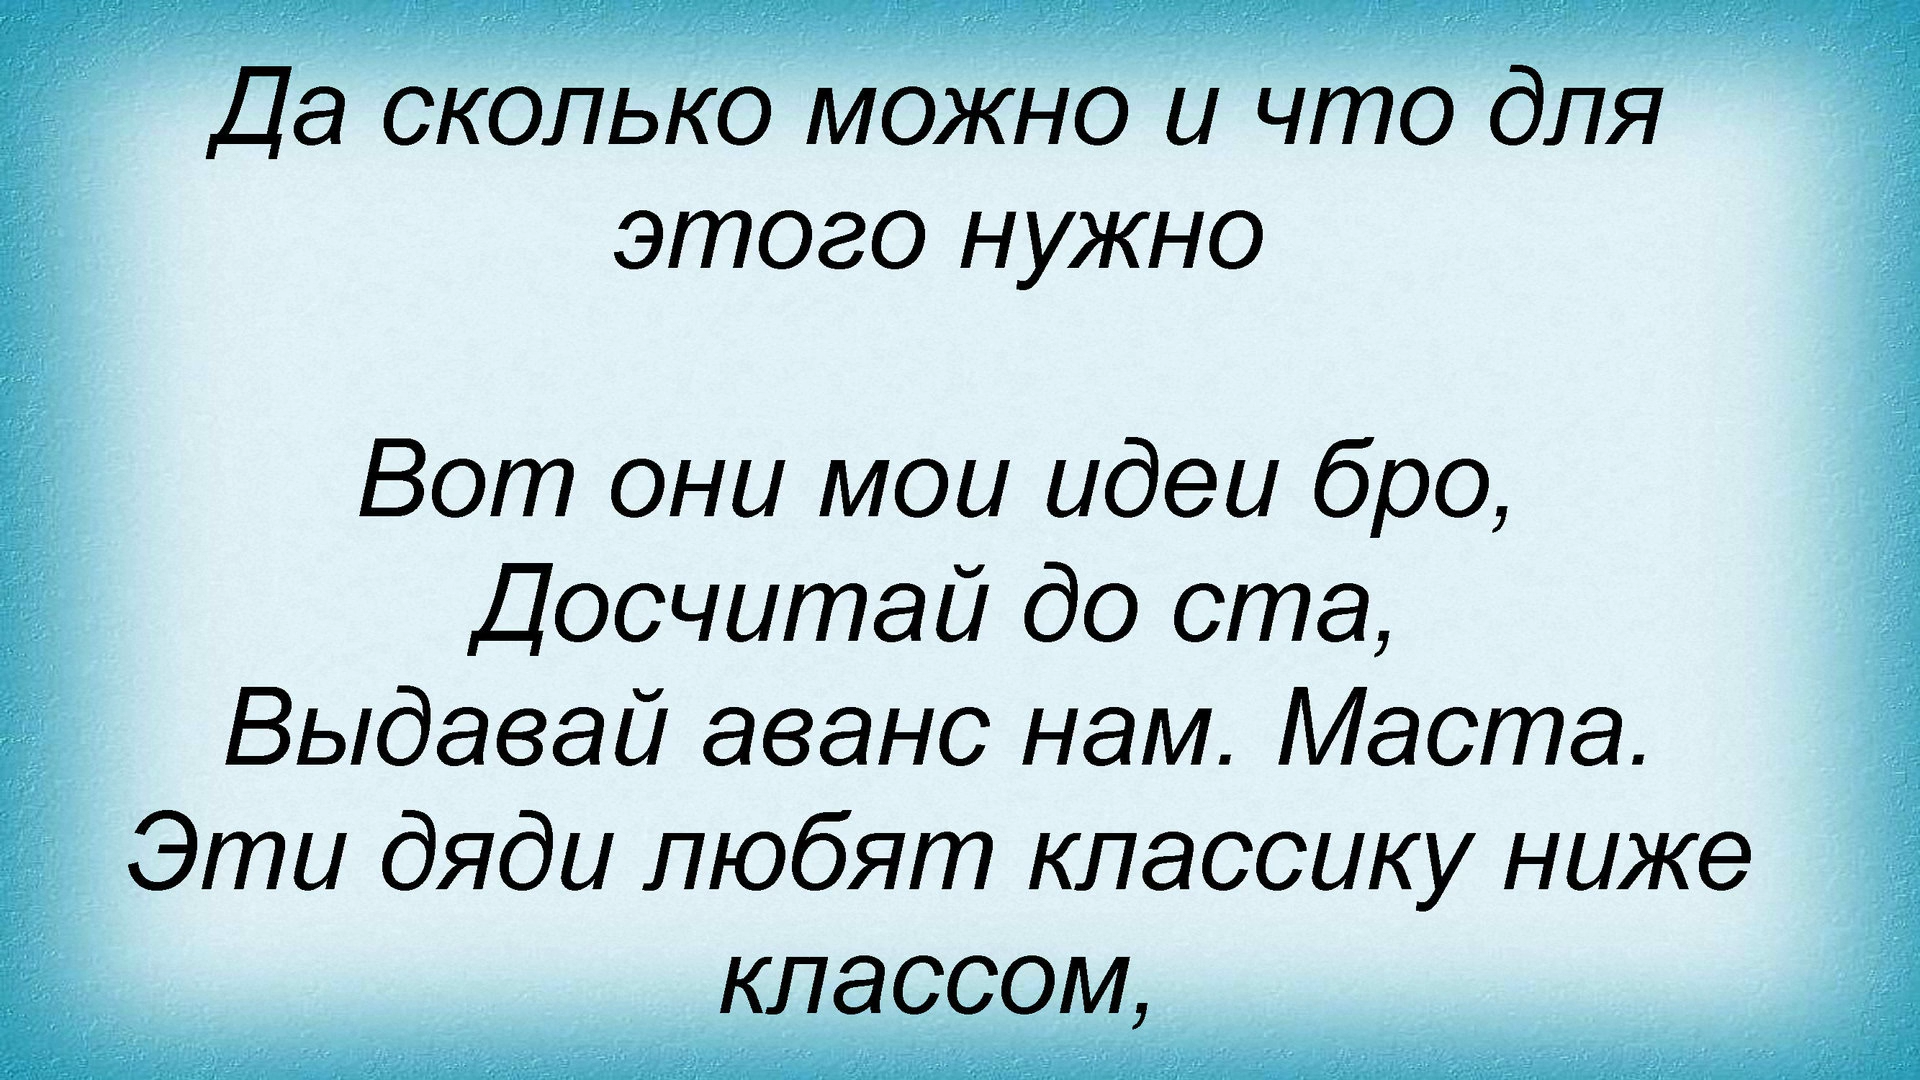 Да сколько можно и что для
этого нужно
Вот они мои идеи бро,
Досчитай до ста,
Выдавай аванс нам. Маста.
Эти дяди любят классику ниже
классом,